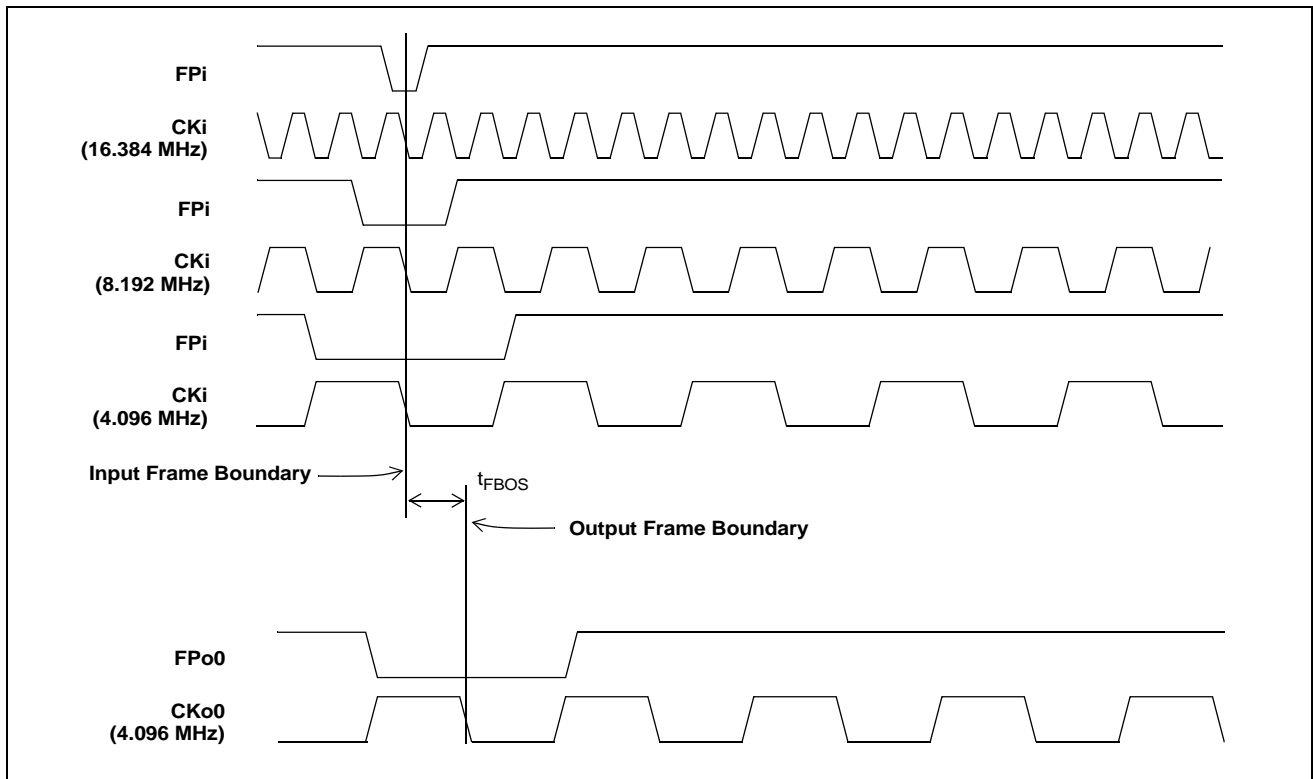 FPi
CKi
(16.384 MHz)
FPi
CKi
(8.192 MHz)
FPi
CKi
(4.096 MHz)
Input Frame Boundary
tFBOS
Output Frame Boundary
FPo0
CKo0
(4.096 MHz)